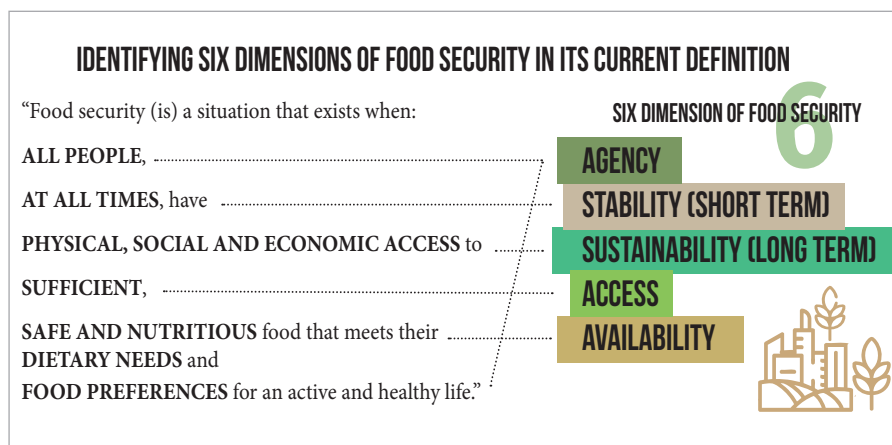 IDENTIFYING SIX DIMENSIONS OF FOOD SECURITY IN ITS CURRENT DEFINITION
“Food security (is) a situation that exists when:
ALL PEOPLE,
AT ALL TIMES, have
PHYSICAL, SOCIAL AND ECONOMIC ACCESS to
SUFFICIENT,
SAFE AND NUTRITIOUS food that meets their
DIETARY NEEDS and
FOOD PREFERENCES for an active and healthy life.”
6
SIX DIMENSION OF FOOD SECURITY
AGENCY
STABILITY (SHORT TERM)
SUSTAINABILITY (LONG TERM)
ACCESS
AVAILABILITY